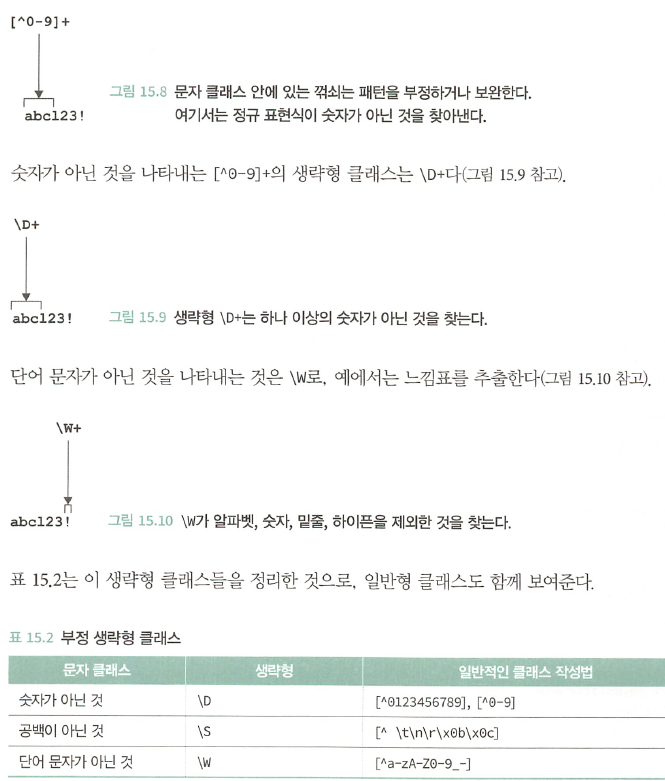 [^0-9]+
abc123!
그림 15.8 문자 클래스 안에 있는 꺾쇠는 패턴을 부정하거나 보완한다.
여기서는 정규 표현식이 숫자가 아닌 것을 찾아낸다.
숫자가 아닌 것을 나타내는 [^0-9]+의 생략형 클래스는 \D+다(그림 15.9 참고).
\D+
abc123!
그림 15.9 생략형 \D+는 하나 이상의 숫자가 아닌 것을 찾는다.
단어 문자가 아닌 것을 나타내는 것은 \W로, 예에서는 느낌표를 추출한다(그림 15.10 참고).
\W+
abc123!
그림 15.10 \W가 알파벳, 숫자, 밑줄, 하이픈을 제외한 것을 찾는다.
표 15.2는 이 생략형 클래스들을 정리한 것으로, 일반형 클래스도 함께 보여준다.
표 15.2 부정 생략형 클래스
문자 클래스 생략형 일반적인 클래스 작성법
숫자가 아닌 것 \D [^0123456789], [^0-9]
공백이 아닌 것 \S [^ \t\n\r\x0b\x0c]
단어 문자가 아닌 것 \W [^a-zA-Z0-9_-]